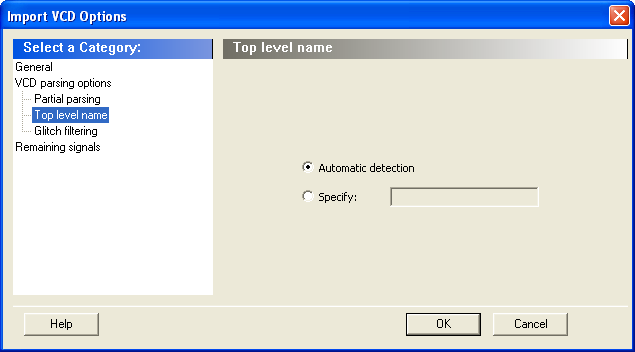 Import VCD Options
Select a Category:
General
VCD parsing options
Partial parsing
Top level name
Glitch filtering
Remaining signals
Top level name
Automatic detection
Specify:
Help
OK
Cancel